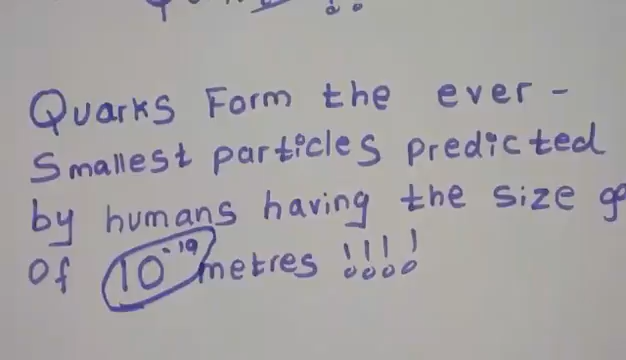 Quarks Form the ever -
Smallest particles predicted
by humans having the size
Of 10⁻¹⁹ metres !!!!